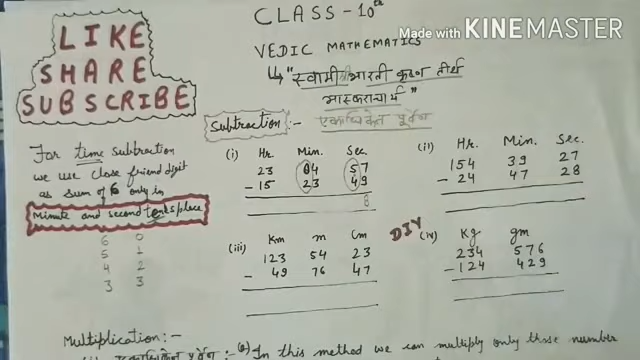 LIKE
SHARE
SUBSCRIBE
CLASS - 10th
Made with KINEMASTER
VEDIC MATHEMATICS
↳ "स्वामी भारती कृष्ण तीर्थ
भास्कराचार्य"
Subtraction :- एकाधिकेन पूर्वेण
For time subtraction
we use close friend digit
as sum of 6 only in
Minute and second tens place
6 0
5 1
4 2
3 3
(i) Hr. Min. Sec.
23 04 57
- 15 23 49
8
(ii) Hr. Min. Sec.
154 39 27
- 24 47 28
(iii) Km m Cm
123 54 23
- 49 76 47
DIY (iv) Kg gm
234 576
- 124 429
Multiplication :-
एकाधिकेन पूर्वेण :- (a) In this method we can multiply only those number